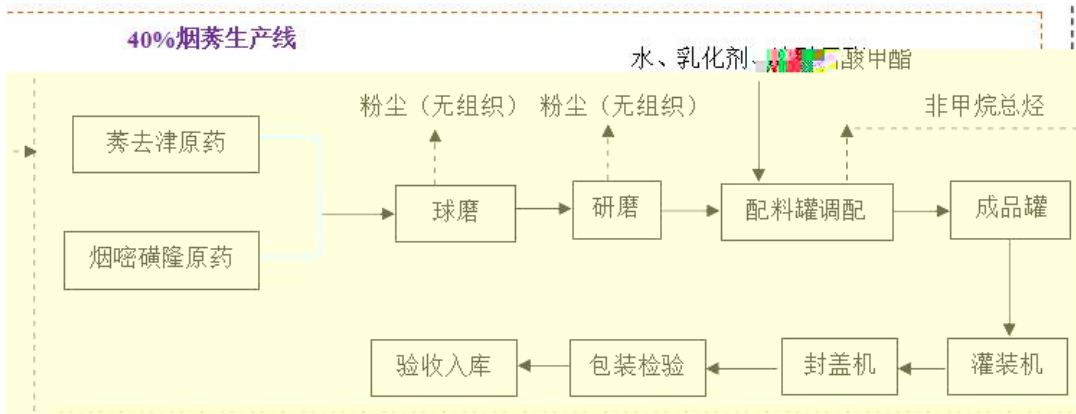 40%烟莠生产线
水、乳化剂、酸甲酯
粉尘（无组织）
粉尘（无组织）
非甲烷总烃
莠去津原药
烟嘧磺隆原药
球磨
研磨
配料罐调配
成品罐
验收入库
包装检验
封盖机
灌装机